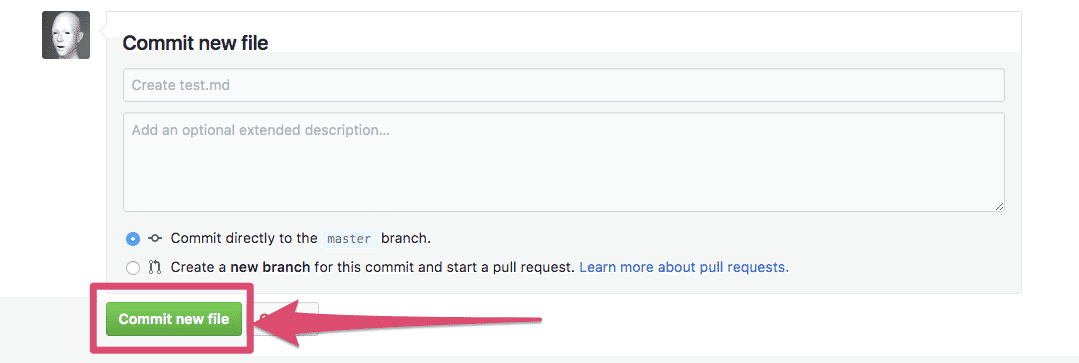 Commit new file
Create test.md
Add an optional extended description...
Commit directly to the master branch.
Create a new branch for this commit and start a pull request. Learn more about pull requests.
Commit new file